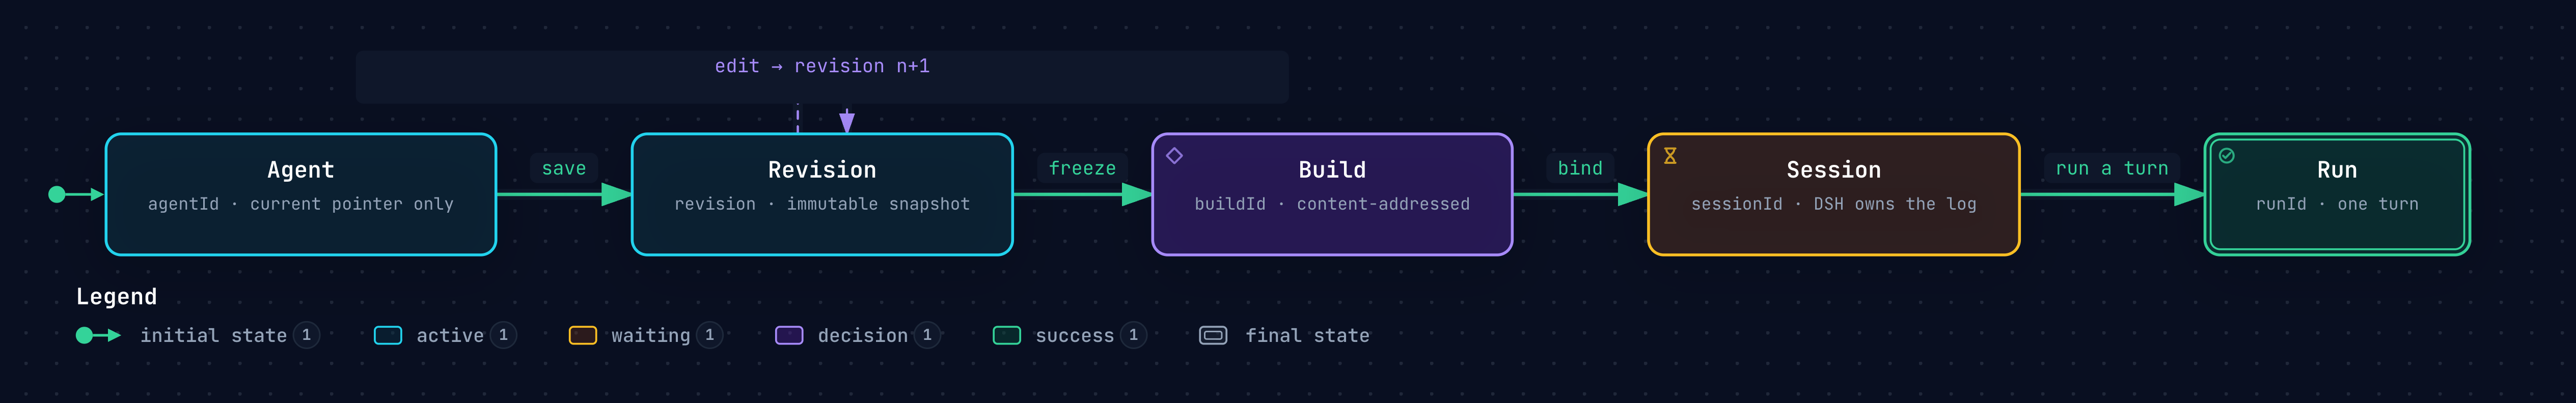 edit → revision n+1
Agent
agentId · current pointer only
save
Revision
revision · immutable snapshot
freeze
Build
buildId · content-addressed
bind
Session
sessionId · DSH owns the log
run a turn
Run
runId · one turn
Legend
initial state 1
active 1
waiting 1
decision 1
success 1
final state